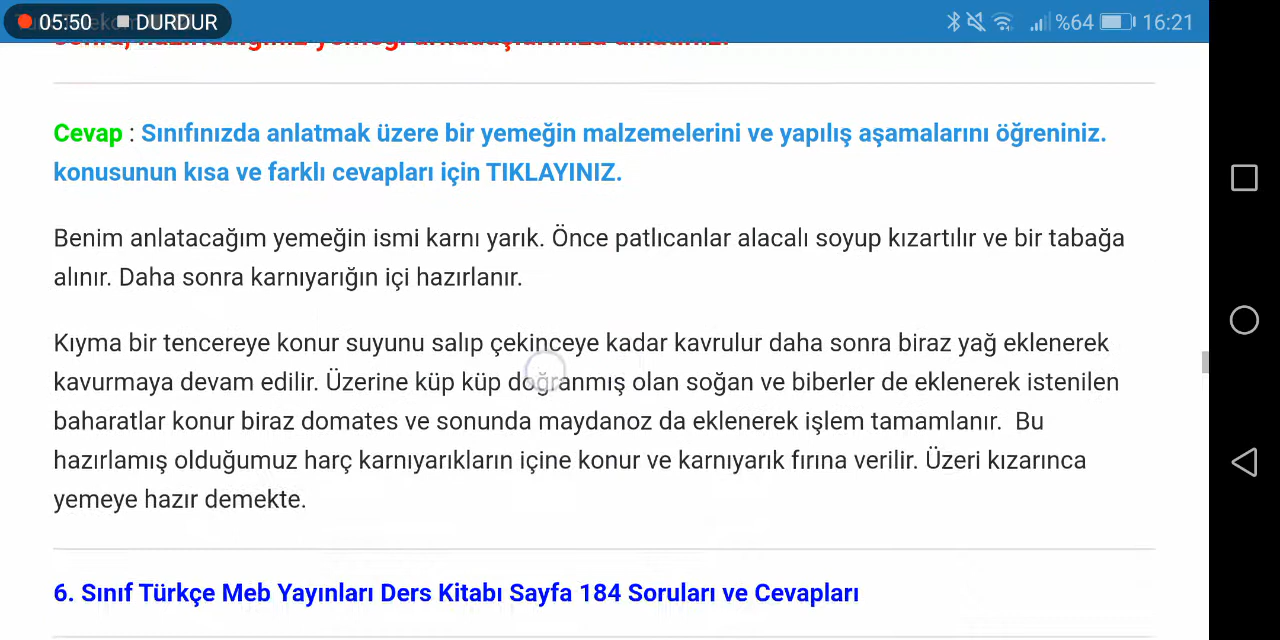 05:50 DURDUR %64 16:21
Cevap : Sınıfınızda anlatmak üzere bir yemeğin malzemelerini ve yapılış aşamalarını öğreniniz.
konusunun kısa ve farklı cevapları için TIKLAYINIZ.
Benim anlatacağım yemeğin ismi karnı yarık. Önce patlıcanlar alacalı soyup kızartılır ve bir tabağa
alınır. Daha sonra karnıyarığın içi hazırlanır.
Kıyma bir tencereye konur suyunu salıp çekinceye kadar kavrulur daha sonra biraz yağ eklenerek
kavurmaya devam edilir. Üzerine küp küp doğranmış olan soğan ve biberler de eklenerek istenilen
baharatlar konur biraz domates ve sonunda maydanoz da eklenerek işlem tamamlanır.  Bu
hazırlamış olduğumuz harç karnıyarıkların içine konur ve karnıyarık fırına verilir. Üzeri kızarınca
yemeye hazır demekte.
6. Sınıf Türkçe Meb Yayınları Ders Kitabı Sayfa 184 Soruları ve Cevapları